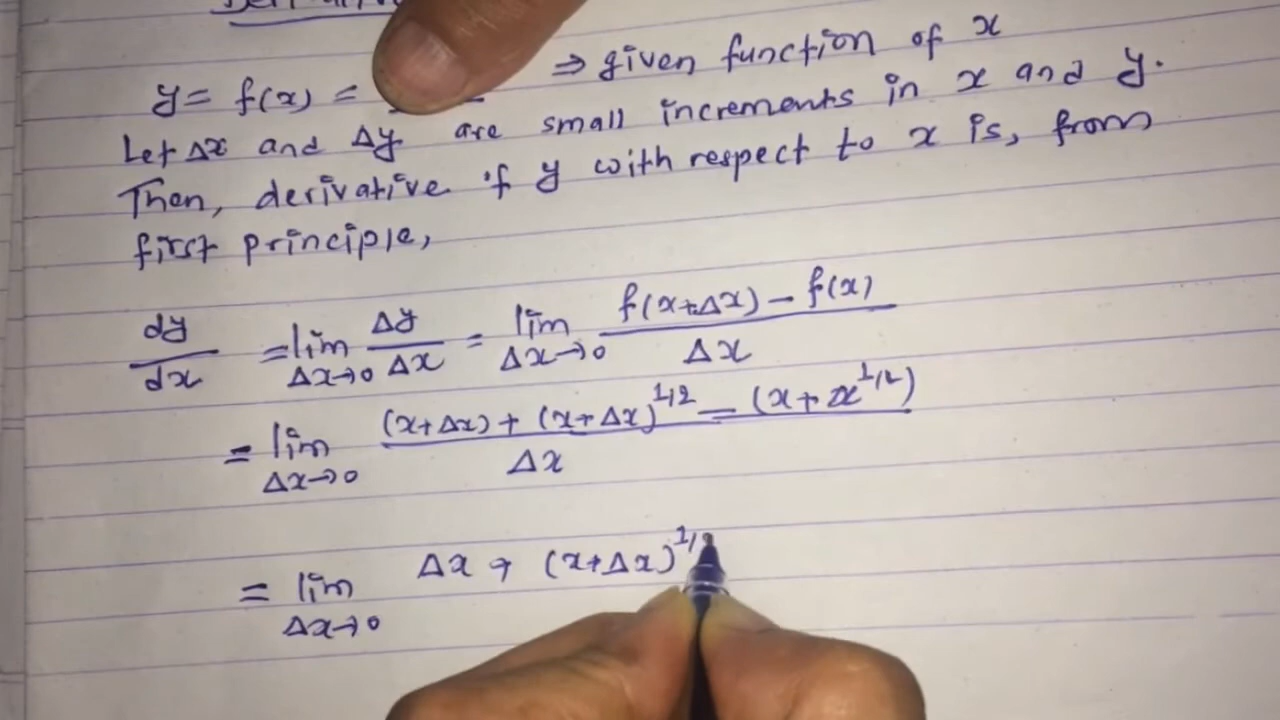 y = f(x) = ⇒ given function of x
Let Δx and Δy are small increments in x and y.
Then, derivative of y with respect to x is, from
first principle,
dy/dx = lim Δx→0 Δy/Δx = lim Δx→0 f(x+Δx) - f(x) / Δx
= lim Δx→0 (x+Δx) + (x+Δx)^1/2 - (x + x^1/2) / Δx
= lim Δx→0 Δx + (x+Δx)^1/